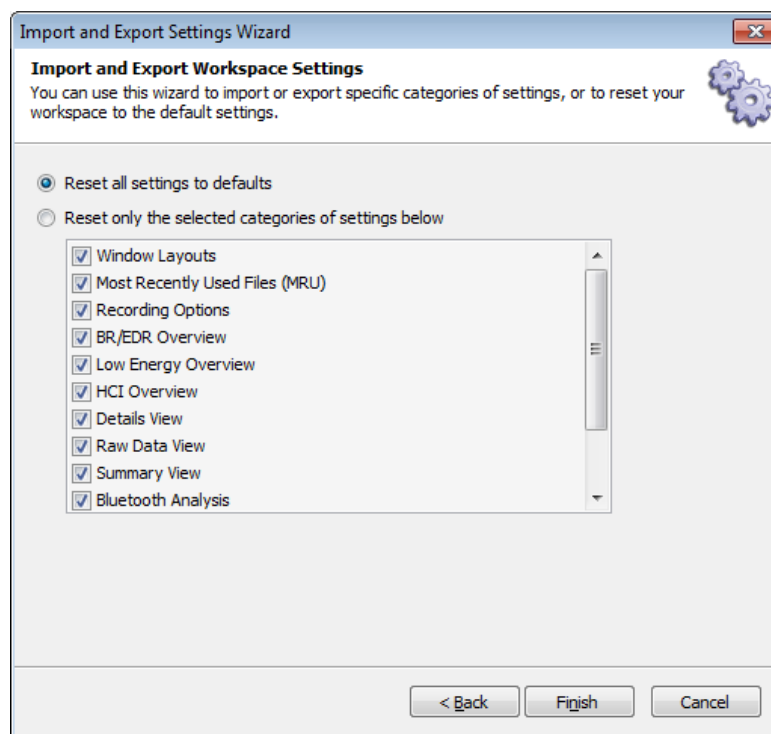 Import and Export Settings Wizard
Import and Export Workspace Settings
You can use this wizard to import or export specific categories of settings, or to reset your
workspace to the default settings.
Reset all settings to defaults
Reset only the selected categories of settings below
Window Layouts
Most Recently Used Files (MRU)
Recording Options
BR/EDR Overview
Low Energy Overview
HCI Overview
Details View
Raw Data View
Summary View
Bluetooth Analysis
< Back Finish Cancel